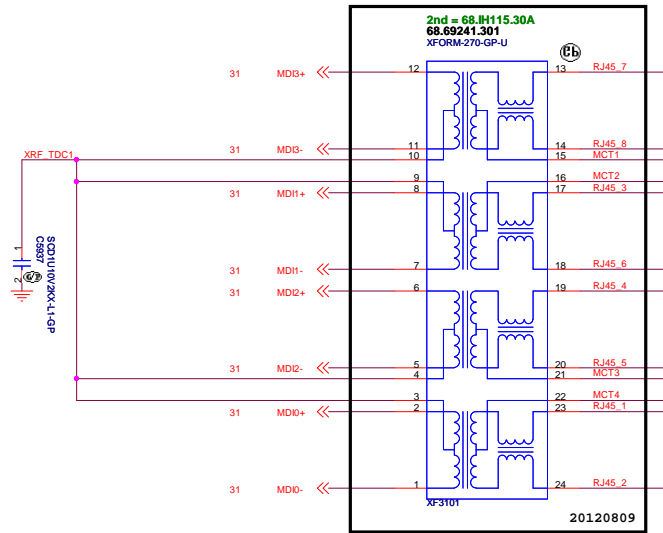 2nd = 68.IH115.30A
68.69241.301
XFORM-270-GP-U
31 MDI3+ 12 13 RJ45_7
31 MDI3- 11 14 RJ45_8
XRF_TDC1 10 15 MCT1
9 16 MCT2
31 MDI1+ 8 17 RJ45_3
31 MDI1- 7 18 RJ45_6
31 MDI2+ 6 19 RJ45_4
31 MDI2- 5 20 RJ45_5
4 21 MCT3
3 22 MCT4
31 MDI0+ 2 23 RJ45_1
31 MDI0- 1 24 RJ45_2
XF3101
20120809
1
2
C5937
SCD1U10V2KX-L1-GP